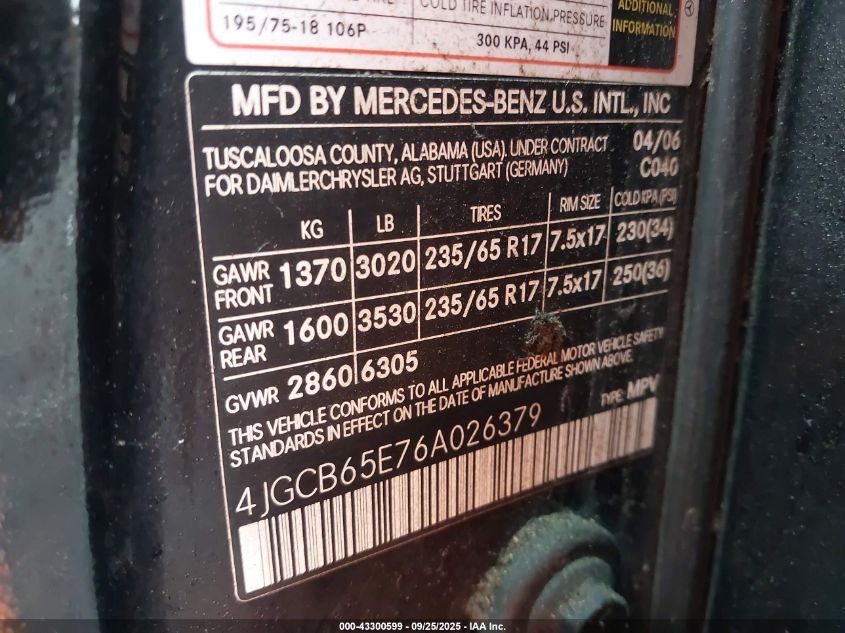 COLD TIRE INFLATION PRESSURE
195/75-18 106P
300 KPA, 44 PSI
ADDITIONAL
INFORMATION
MFD BY MERCEDES-BENZ U.S. INTL., INC
TUSCALOOSA COUNTY, ALABAMA (USA). UNDER CONTRACT 04/06
FOR DAIMLERCHRYSLER AG, STUTTGART (GERMANY) C040
KG LB TIRES RIM SIZE COLD KPA (PSI)
GAWR FRONT 1370 3020 235/65 R17 7.5x17 230(34)
GAWR REAR 1600 3530 235/65 R17 7.5x17 250(36)
GVWR 2860 6305
THIS VEHICLE CONFORMS TO ALL APPLICABLE FEDERAL MOTOR VEHICLE SAFETY
STANDARDS IN EFFECT ON THE DATE OF MANUFACTURE SHOWN ABOVE.
TYPE: MPV
4JGCB65E76A026379
000-43300599 - 09/25/2025 - IAA Inc.